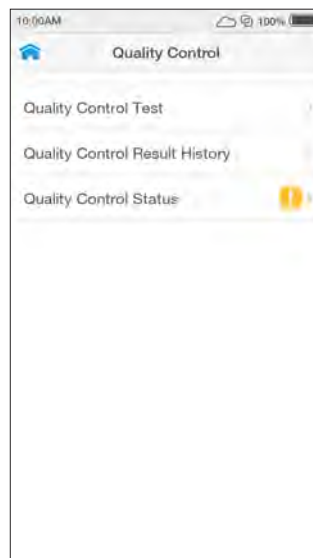 10:00AM 100%
Quality Control
Quality Control Test
Quality Control Result History
Quality Control Status